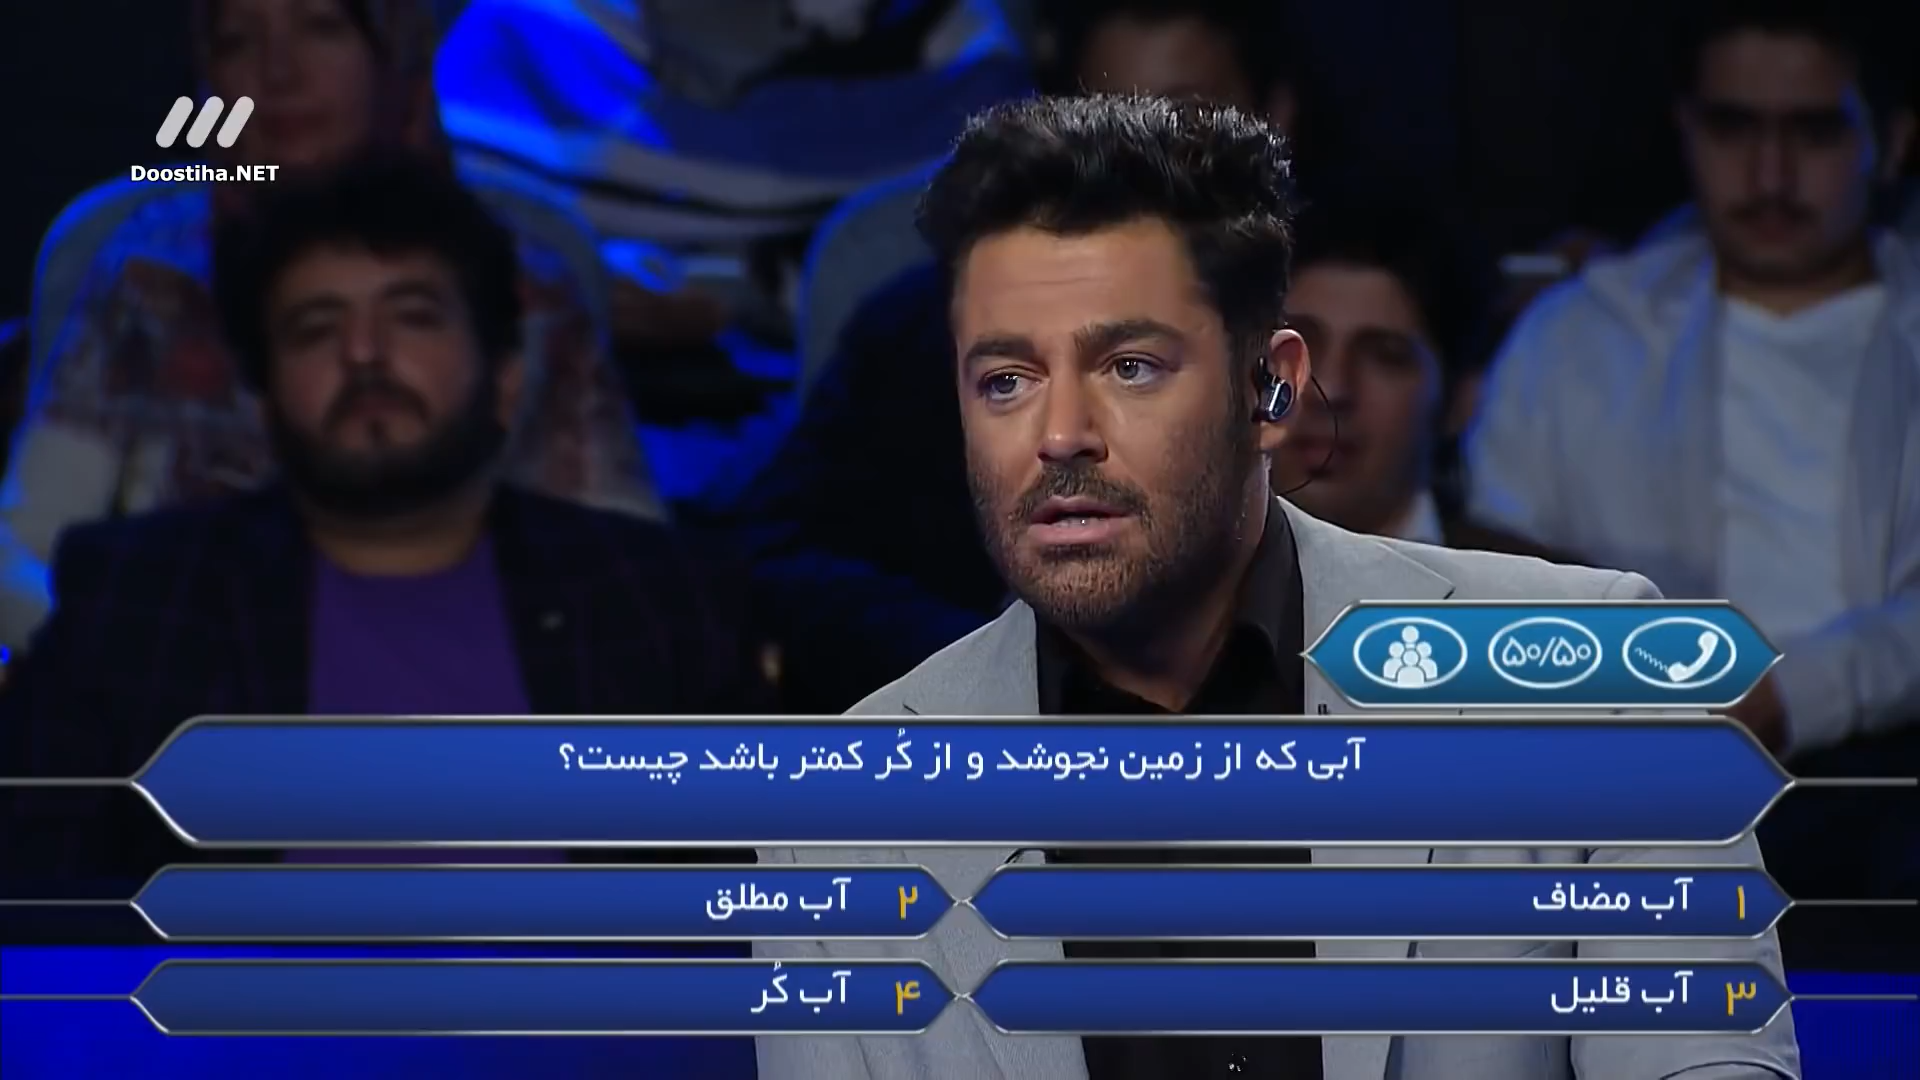 Doostiha.NET
۵۰/۵۰
آبی که از زمین نجوشد و از کُر کمتر باشد چیست؟
۱ آب مضاف
۲ آب مطلق
۳ آب قلیل
۴ آب کُر